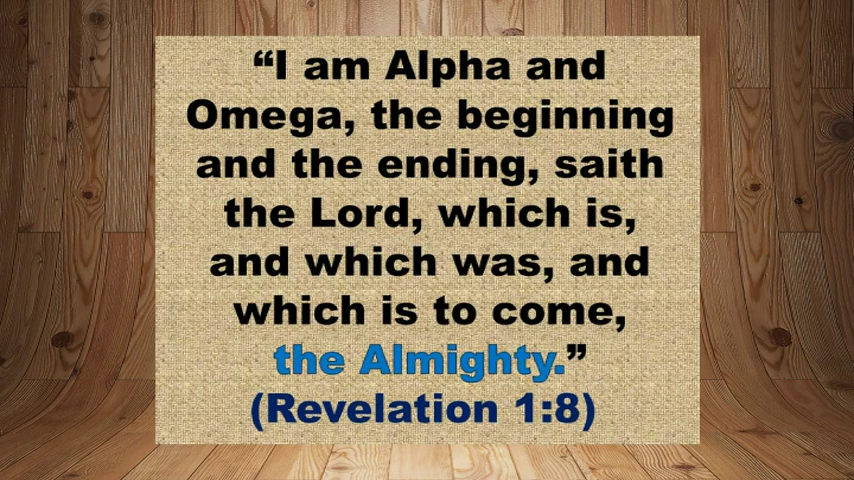 “I am Alpha and
Omega, the beginning
and the ending, saith
the Lord, which is,
and which was, and
which is to come,
the Almighty.”
(Revelation 1:8)